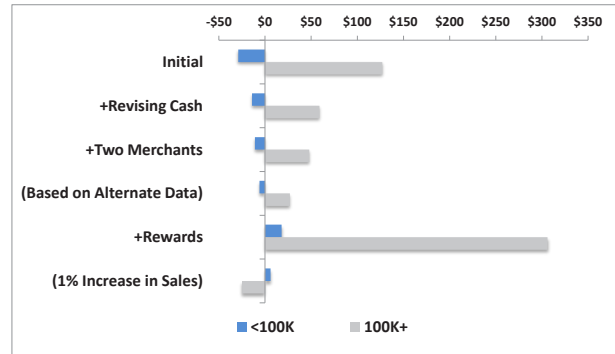 -$50 $0 $50 $100 $150 $200 $250 $300 $350
Initial
+Revising Cash
+Two Merchants
(Based on Alternate Data)
+Rewards
(1% Increase in Sales)
<100K 100K+